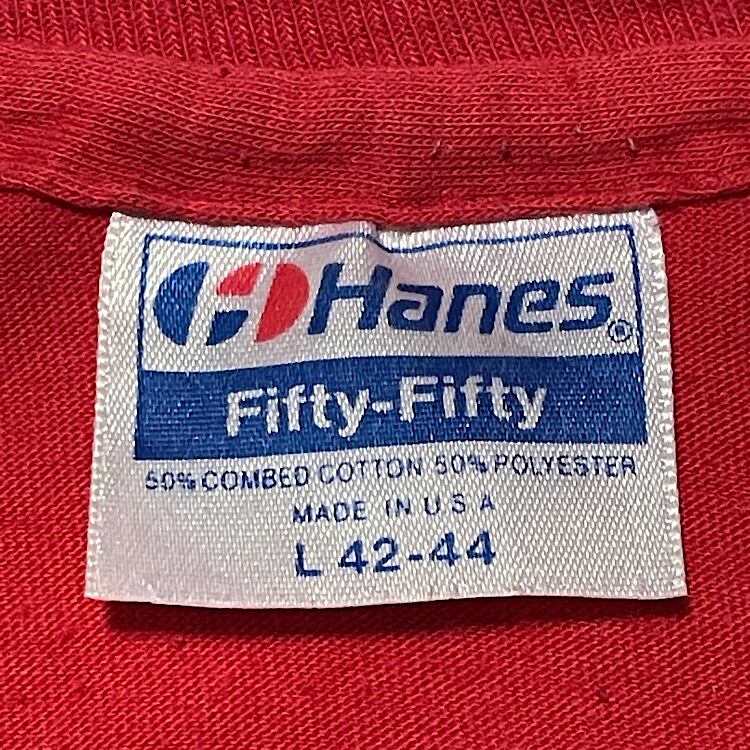 Hanes®
Fifty-Fifty
50% COMBED COTTON 50% POLYESTER
MADE IN U S A
L 42-44